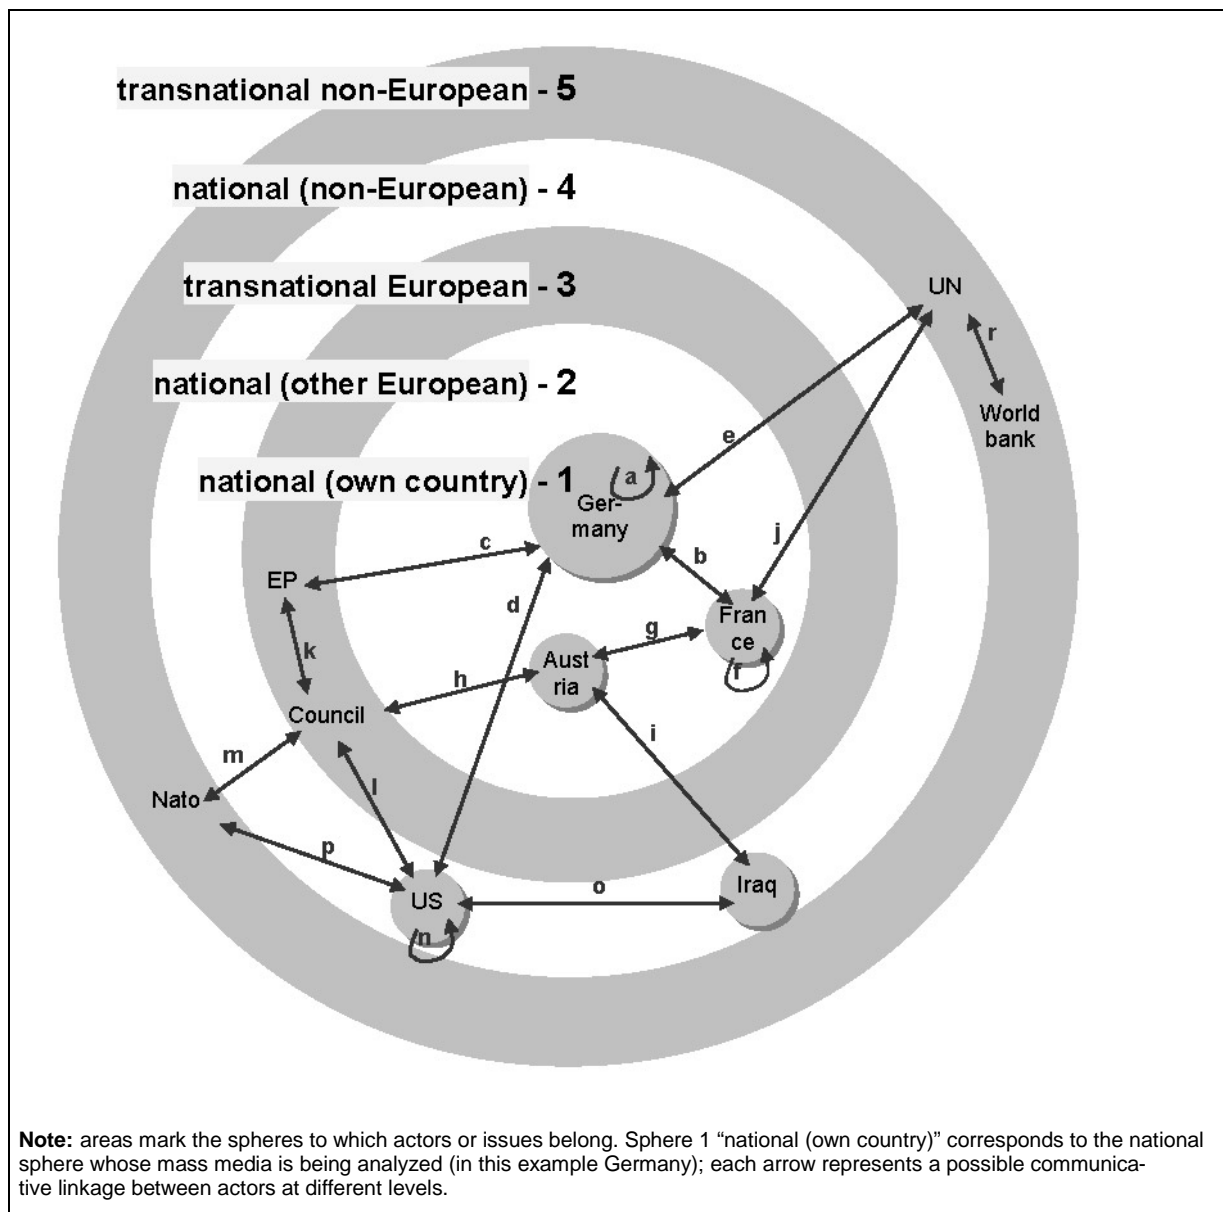 transnational non-European - 5
national (non-European) - 4
transnational European - 3
national (other European) - 2
national (own country) - 1
UN
r
World
bank
e
a
Ger-
many
j
c
b
EP
d
Fran
ce
g
f
k
Aust
ria
h
Council
i
m
l
Nato
p
US
o
Iraq
n
Note: areas mark the spheres to which actors or issues belong. Sphere 1 “national (own country)” corresponds to the national
sphere whose mass media is being analyzed (in this example Germany); each arrow represents a possible communica-
tive linkage between actors at different levels.